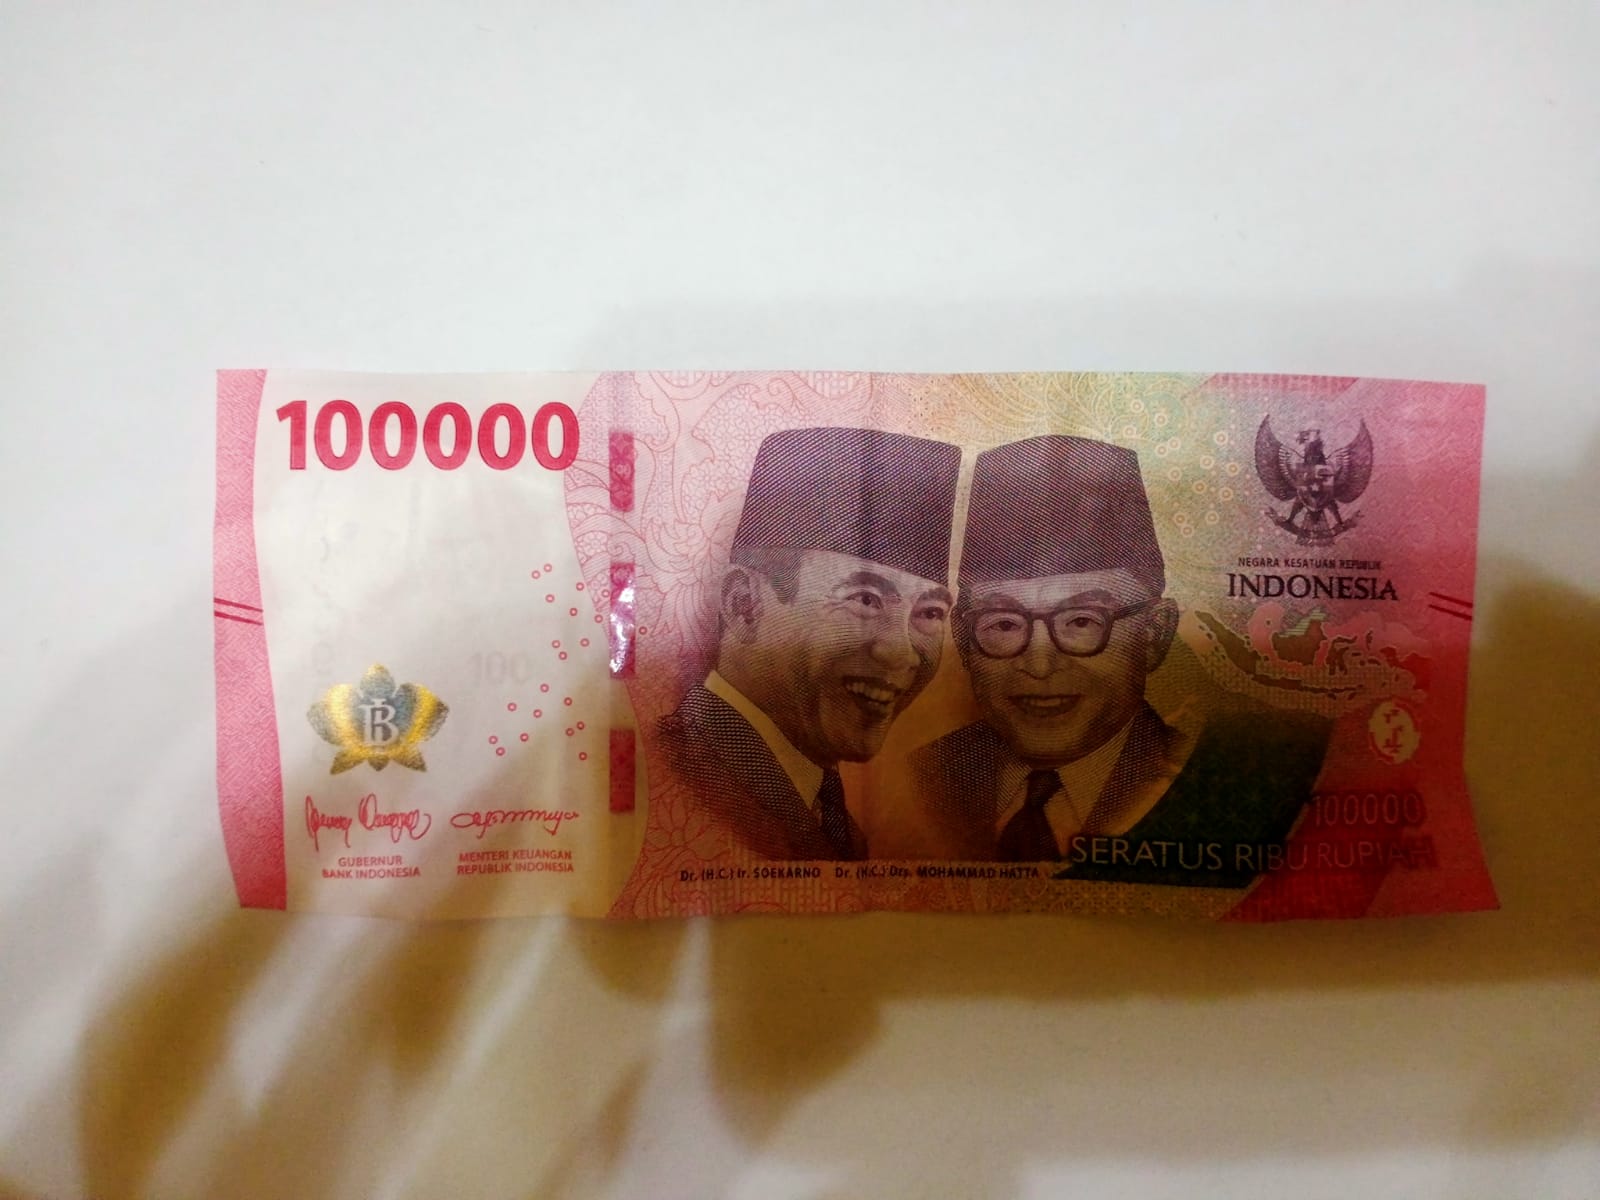 100000
100
B
GUBERNUR
BANK INDONESIA
MENTERI KEUANGAN
REPUBLIK INDONESIA
Dr. (H.C.) Ir. SOEKARNO
Dr. (H.C.) Drs. MOHAMMAD HATTA
NEGARA KESATUAN REPUBLIK
INDONESIA
100000
SERATUS RIBU RUPIAH